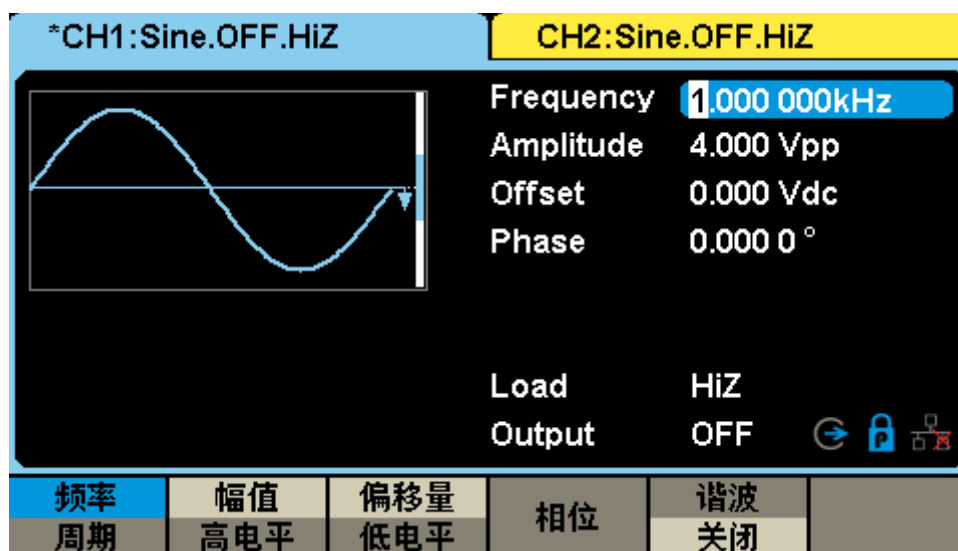 *CH1:Sine.OFF.HiZ
CH2:Sine.OFF.HiZ
Frequency 1.000 000kHz
Amplitude 4.000 Vpp
Offset 0.000 Vdc
Phase 0.000 0 °
Load HiZ
Output OFF
频率 幅值 偏移量 相位 谐波
周期 高电平 低电平 关闭